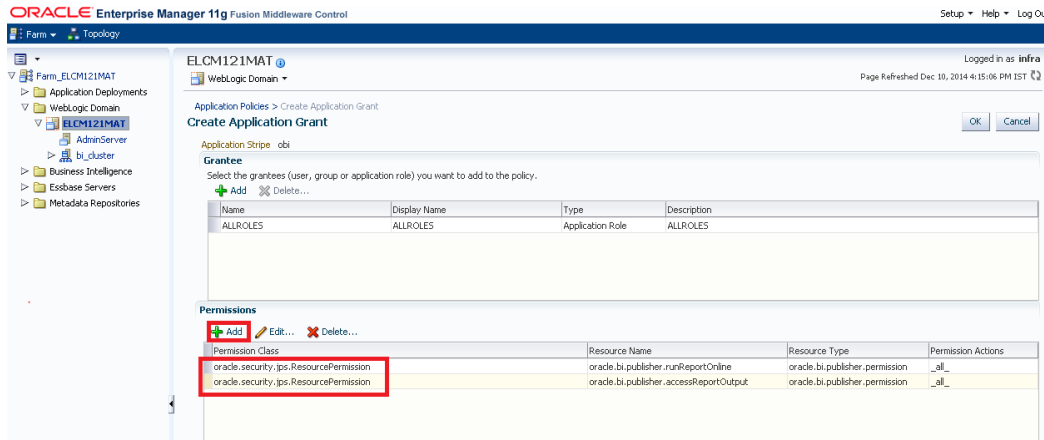 ORACLE Enterprise Manager 11g Fusion Middleware Control
Setup Help Log Ou
Farm Topology
ELCM121MAT
Logged in as infra
WebLogic Domain
Page Refreshed Dec 10, 2014 4:15:06 PM IST
Farm_ELCM121MAT
Application Deployments
WebLogic Domain
ELCM121MAT
AdminServer
bi_cluster
Business Intelligence
Essbase Servers
Metadata Repositories
Application Policies > Create Application Grant
Create Application Grant
OK Cancel
Application Stripe obi
Grantee
Select the grantees (user, group or application role) you want to add to the policy.
Add Delete...
Name Display Name Type Description
ALLROLES ALLROLES Application Role ALLROLES
Permissions
Add Edit... Delete...
Permission Class Resource Name Resource Type Permission Actions
oracle.security.jps.ResourcePermission oracle.bi.publisher.runReportOnline oracle.bi.publisher.permission _all_
oracle.security.jps.ResourcePermission oracle.bi.publisher.accessReportOutput oracle.bi.publisher.permission _all_